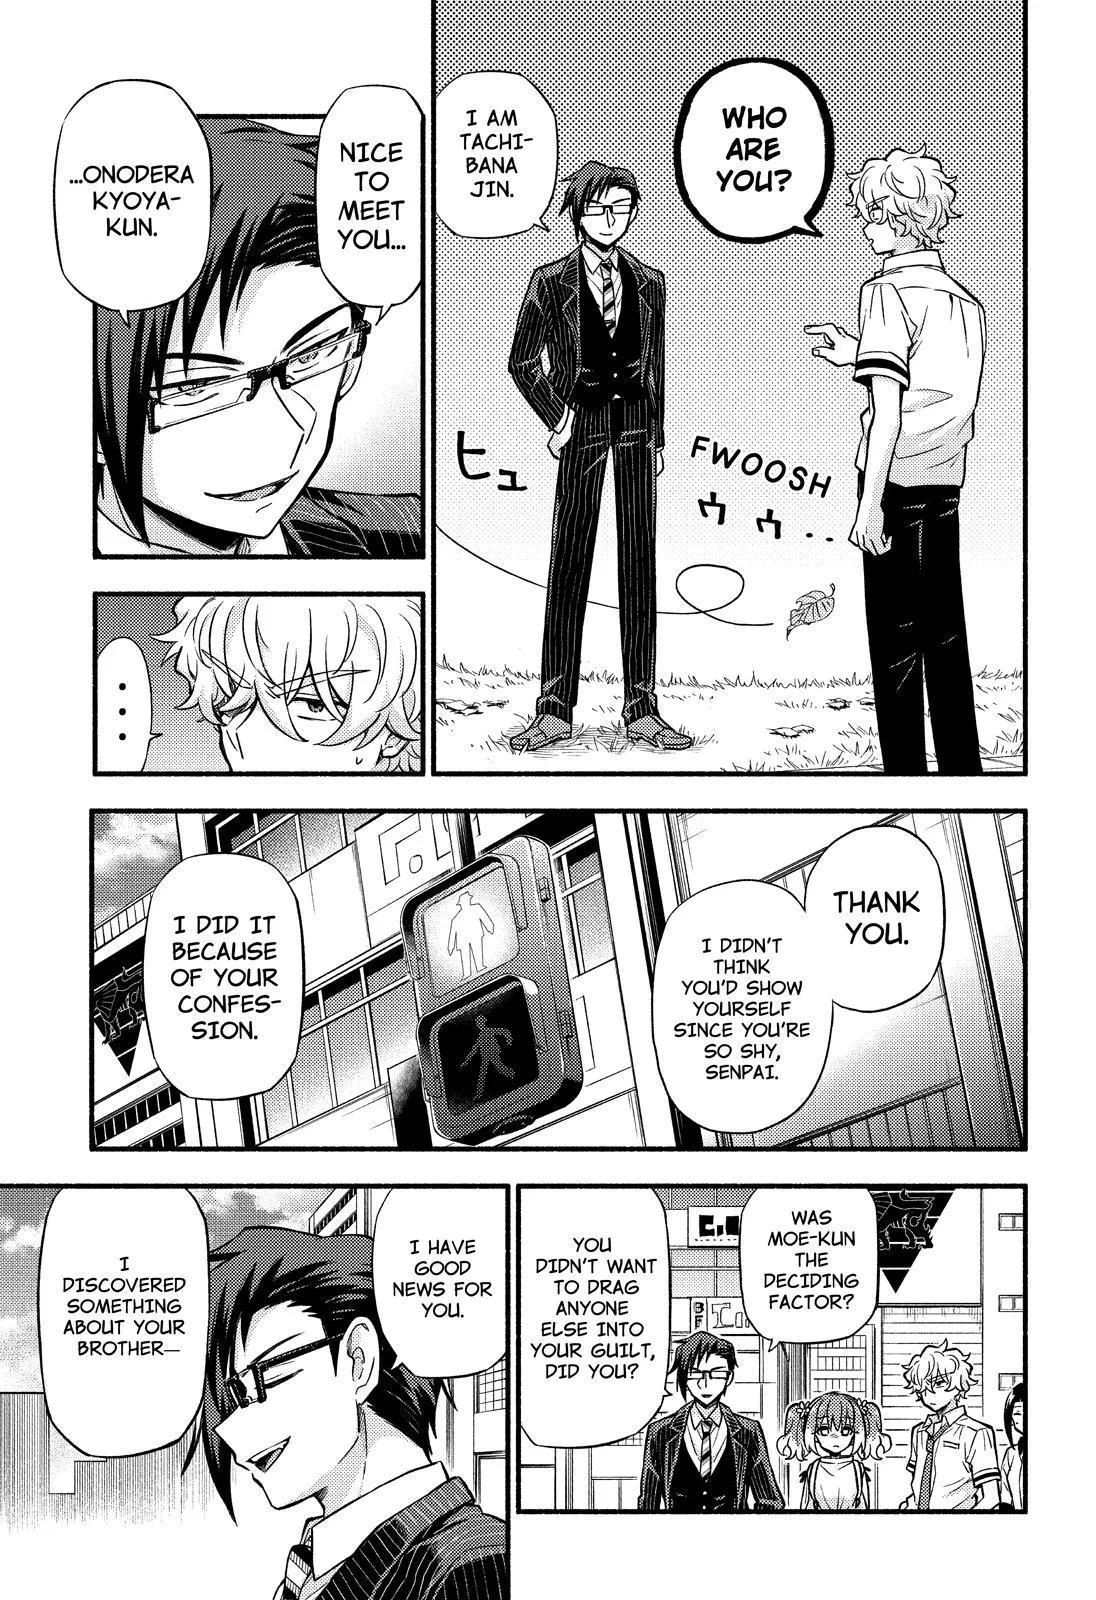 WHO
ARE
YOU?
I AM
TACHI-
BANA
JIN.
FWOOSH
ヒュ
ウゥ..
NICE
TO
MEET
YOU...
...ONODERA
KYOYA-
KUN.
...
THANK
YOU.
I DIDN'T
THINK
YOU'D SHOW
YOURSELF
SINCE YOU'RE
SO SHY,
SENPAI.
I DID IT
BECAUSE
OF YOUR
CONFES-
SION.
WAS
MOE-KUN
THE
DECIDING
FACTOR?
YOU
DIDN'T WANT
TO DRAG
ANYONE
ELSE INTO
YOUR GUILT,
DID YOU?
I HAVE
GOOD
NEWS FOR
YOU.
I
DISCOVERED
SOMETHING
ABOUT YOUR
BROTHER—